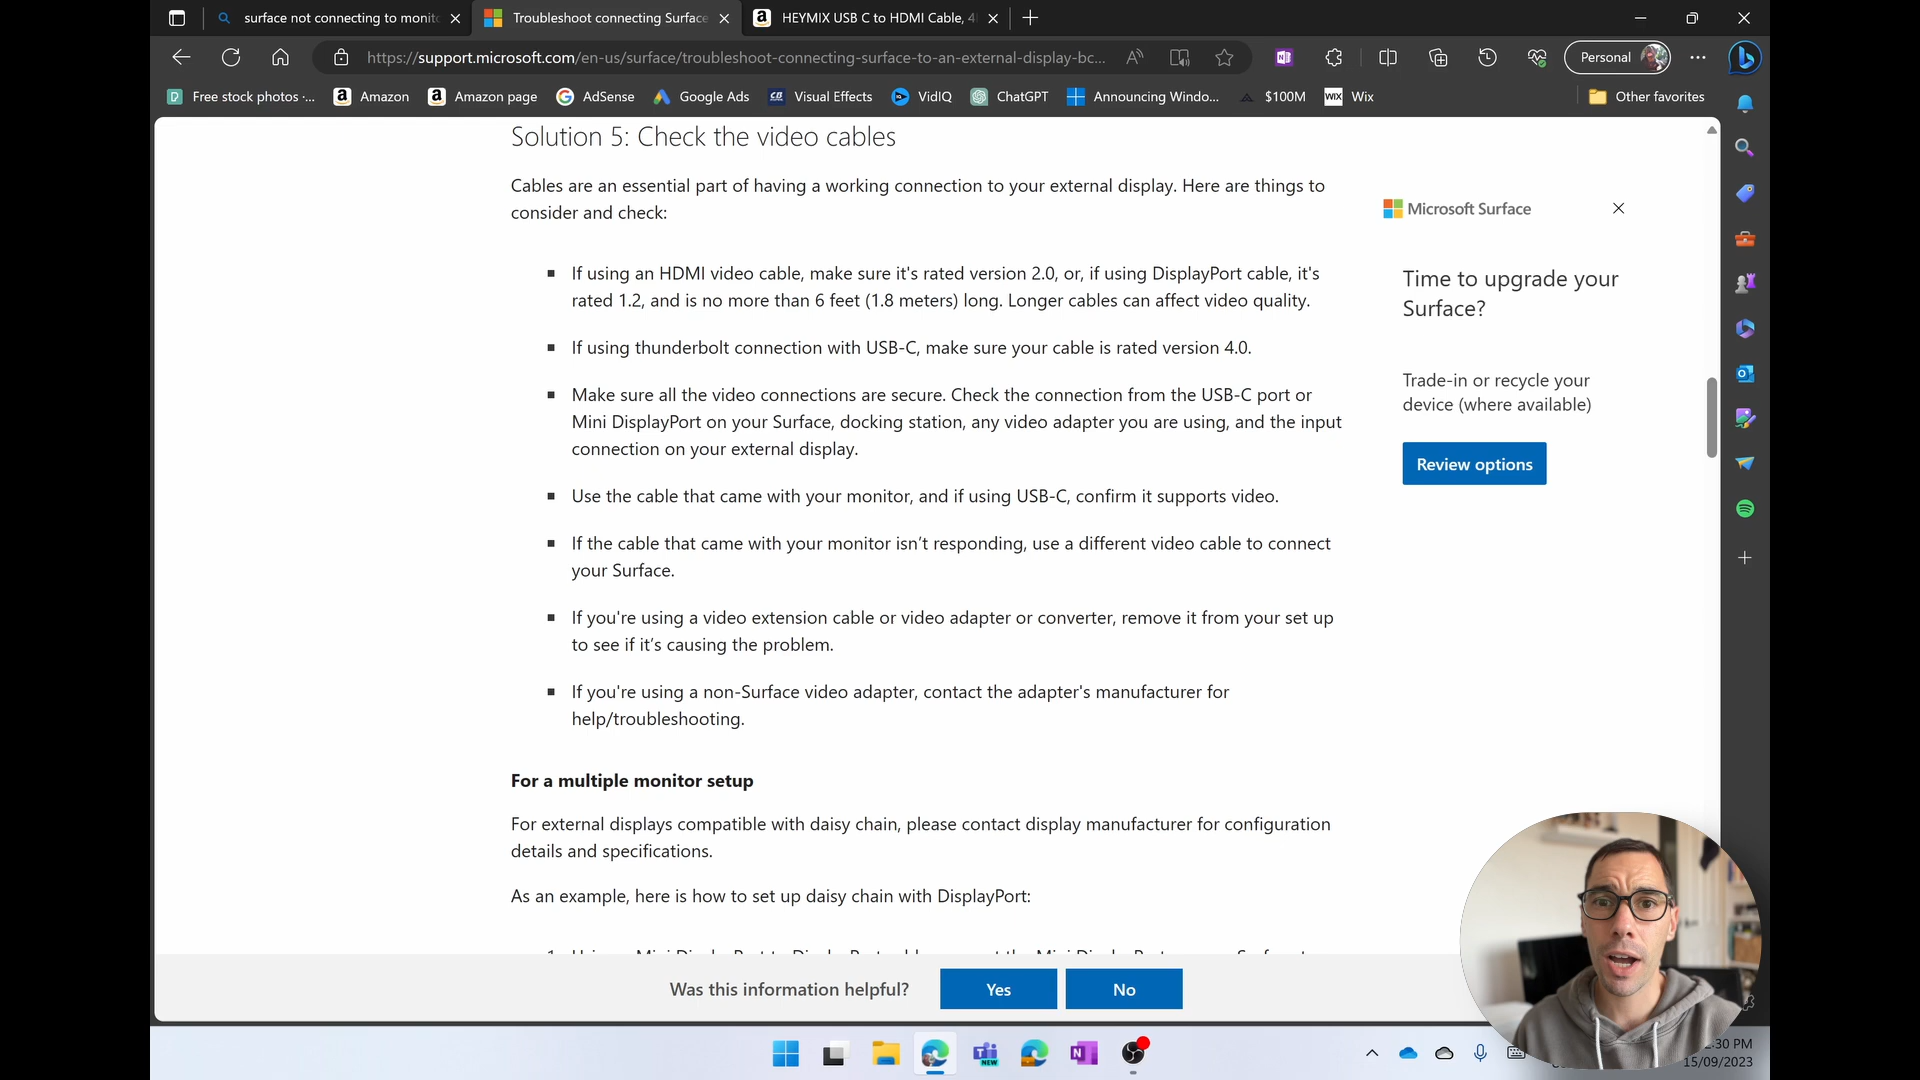 surface not connecting to monit
Troubleshoot connecting Surface
HEYMIX USB C to HDMI Cable, 4
https://support.microsoft.com/en-us/surface/troubleshoot-connecting-surface-to-an-external-display-bc...
Personal
Free stock photos ·...
Amazon
Amazon page
AdSense
Google Ads
Visual Effects
VidIQ
ChatGPT
Announcing Windo...
$100M
WIX Wix
Other favorites
Solution 5: Check the video cables
Cables are an essential part of having a working connection to your external display. Here are things to
consider and check:
▪ If using an HDMI video cable, make sure it's rated version 2.0, or, if using DisplayPort cable, it's
rated 1.2, and is no more than 6 feet (1.8 meters) long. Longer cables can affect video quality.
▪ If using thunderbolt connection with USB-C, make sure your cable is rated version 4.0.
▪ Make sure all the video connections are secure. Check the connection from the USB-C port or
Mini DisplayPort on your Surface, docking station, any video adapter you are using, and the input
connection on your external display.
▪ Use the cable that came with your monitor, and if using USB-C, confirm it supports video.
▪ If the cable that came with your monitor isn’t responding, use a different video cable to connect
your Surface.
▪ If you're using a video extension cable or video adapter or converter, remove it from your set up
to see if it’s causing the problem.
▪ If you're using a non-Surface video adapter, contact the adapter's manufacturer for
help/troubleshooting.
For a multiple monitor setup
For external displays compatible with daisy chain, please contact display manufacturer for configuration
details and specifications.
As an example, here is how to set up daisy chain with DisplayPort:
Microsoft Surface
Time to upgrade your
Surface?
Trade-in or recycle your
device (where available)
Review options
Was this information helpful?
Yes
No
NEW
:30 PM
15/09/2023